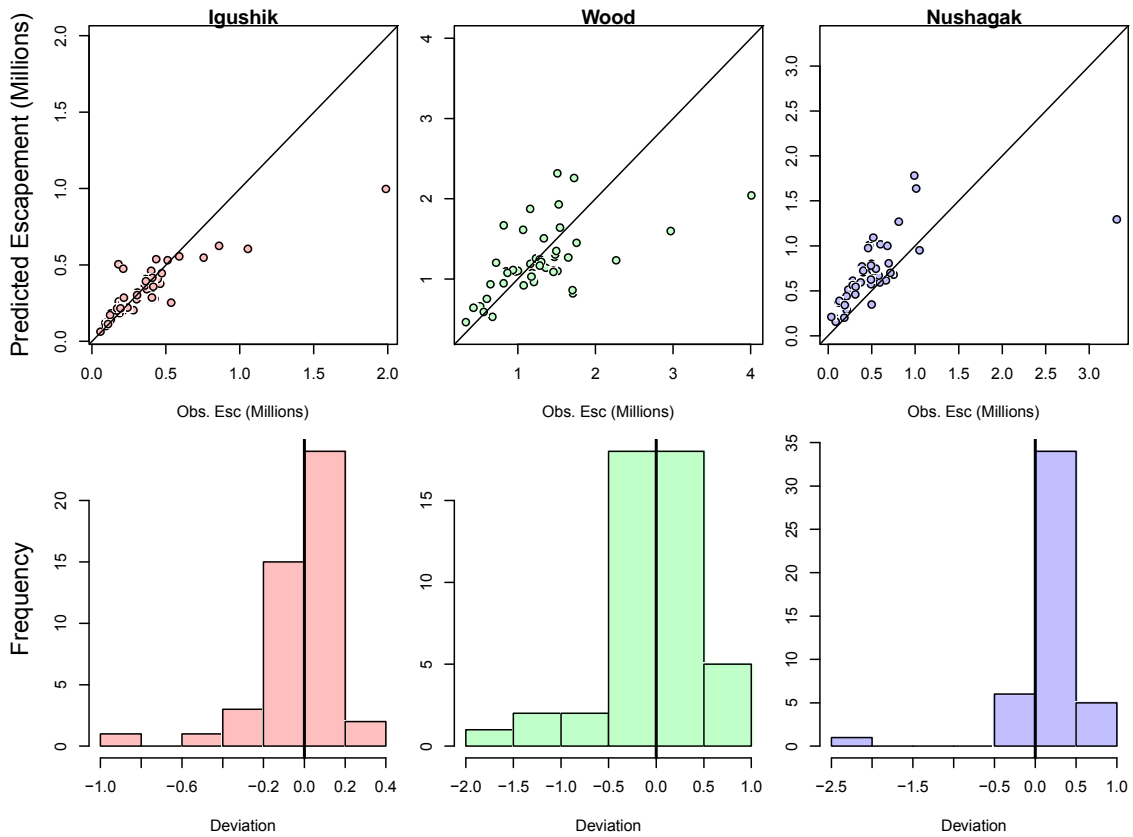 Igushik Wood Nushagak
Predicted Escapement (Millions)
2.0
1.5
1.0
0.5
0.0
0.0 0.5 1.0 1.5 2.0
Obs. Esc (Millions)
4
3
2
1
1 2 3 4
Obs. Esc (Millions)
3.0
2.5
2.0
1.5
1.0
0.5
0.0
0.0 0.5 1.0 1.5 2.0 2.5 3.0
Obs. Esc (Millions)
Frequency
20
15
10
5
0
−1.0 −0.6 −0.2 0.0 0.2 0.4
Deviation
15
10
5
0
−2.0 −1.5 −1.0 −0.5 0.0 0.5 1.0
Deviation
35
30
25
20
15
10
5
0
−2.5 −1.5 −0.5 0.0 0.5 1.0
Deviation